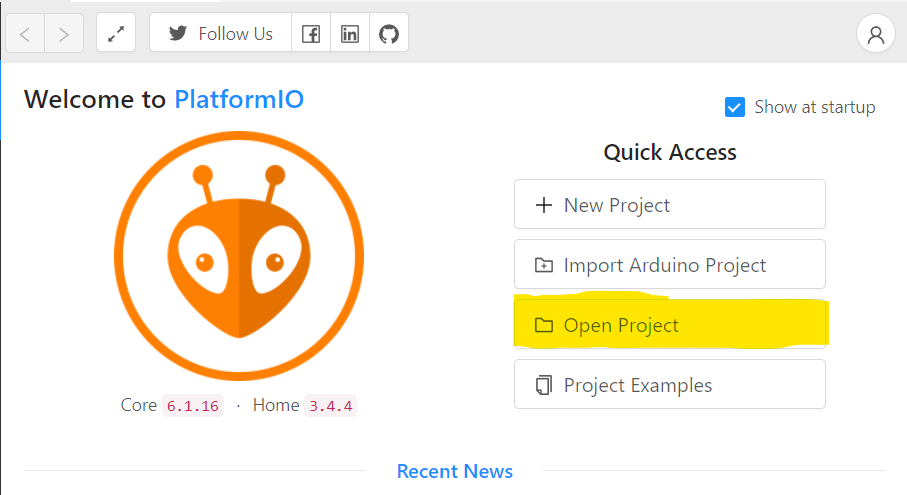 Follow Us
Welcome to PlatformIO
Show at startup
Quick Access
New Project
Import Arduino Project
Open Project
Project Examples
Core 6.1.16 · Home 3.4.4
Recent News